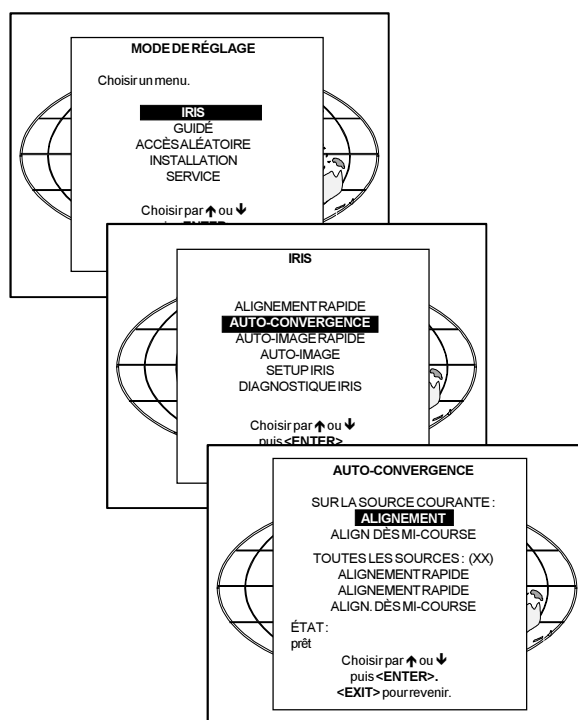 MODE DE RÉGLAGE
Choisir un menu.
IRIS
GUIDÉ
ACCÈS ALÉATOIRE
INSTALLATION
SERVICE
Choisir par ↑ ou ↓
IRIS
ALIGNEMENT RAPIDE
AUTO-CONVERGENCE
AUTO-IMAGE RAPIDE
AUTO-IMAGE
SETUP IRIS
DIAGNOSTIQUE IRIS
Choisir par ↑ ou ↓
puis <ENTER>
AUTO-CONVERGENCE
SUR LA SOURCE COURANTE :
ALIGNEMENT
ALIGN DÈS MI-COURSE
TOUTES LES SOURCES : (XX)
ALIGNEMENT RAPIDE
ALIGNEMENT RAPIDE
ALIGN. DÈS MI-COURSE
ÉTAT :
prêt
Choisir par ↑ ou ↓
puis <ENTER>.
<EXIT> pour revenir.